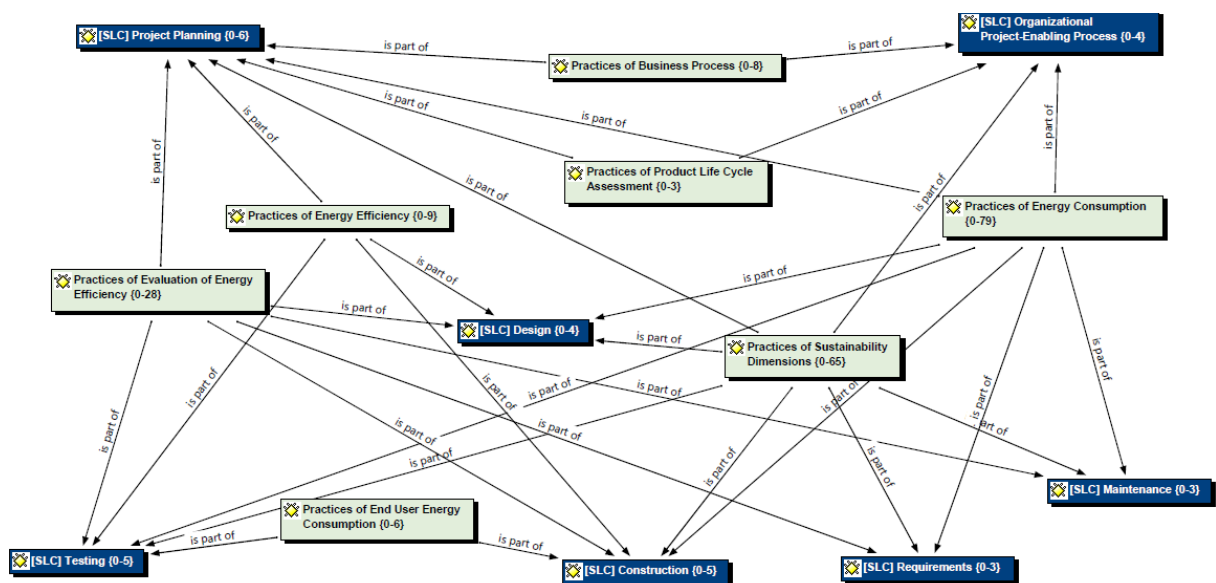 [SLC] Project Planning {0-6}
[SLC] Organizational
Project-Enabling Process {0-4}
is part of
is part of
Practices of Business Process {0-8}
is part of
is part of
is part of
is part of
is part of
is part of
Practices of Product Life Cycle
Assessment {0-3}
is part of
is part of
Practices of Energy Efficiency {0-9}
Practices of Energy Consumption
{0-79}
is part of
is part of
Practices of Evaluation of Energy
Efficiency {0-28}
is part of
[SLC] Design {0-4}
is part of
Practices of Sustainability
Dimensions {0-65}
is part of
is part of
is part of
is part of
is part of
is part of
is part of
is part of
is part of
is part of
part of
is part of
is part of
is part of
[SLC] Maintenance {0-3}
Practices of End User Energy
Consumption {0-6}
is part of
is part of
[SLC] Testing {0-5}
[SLC] Construction {0-5}
[SLC] Requirements {0-3}